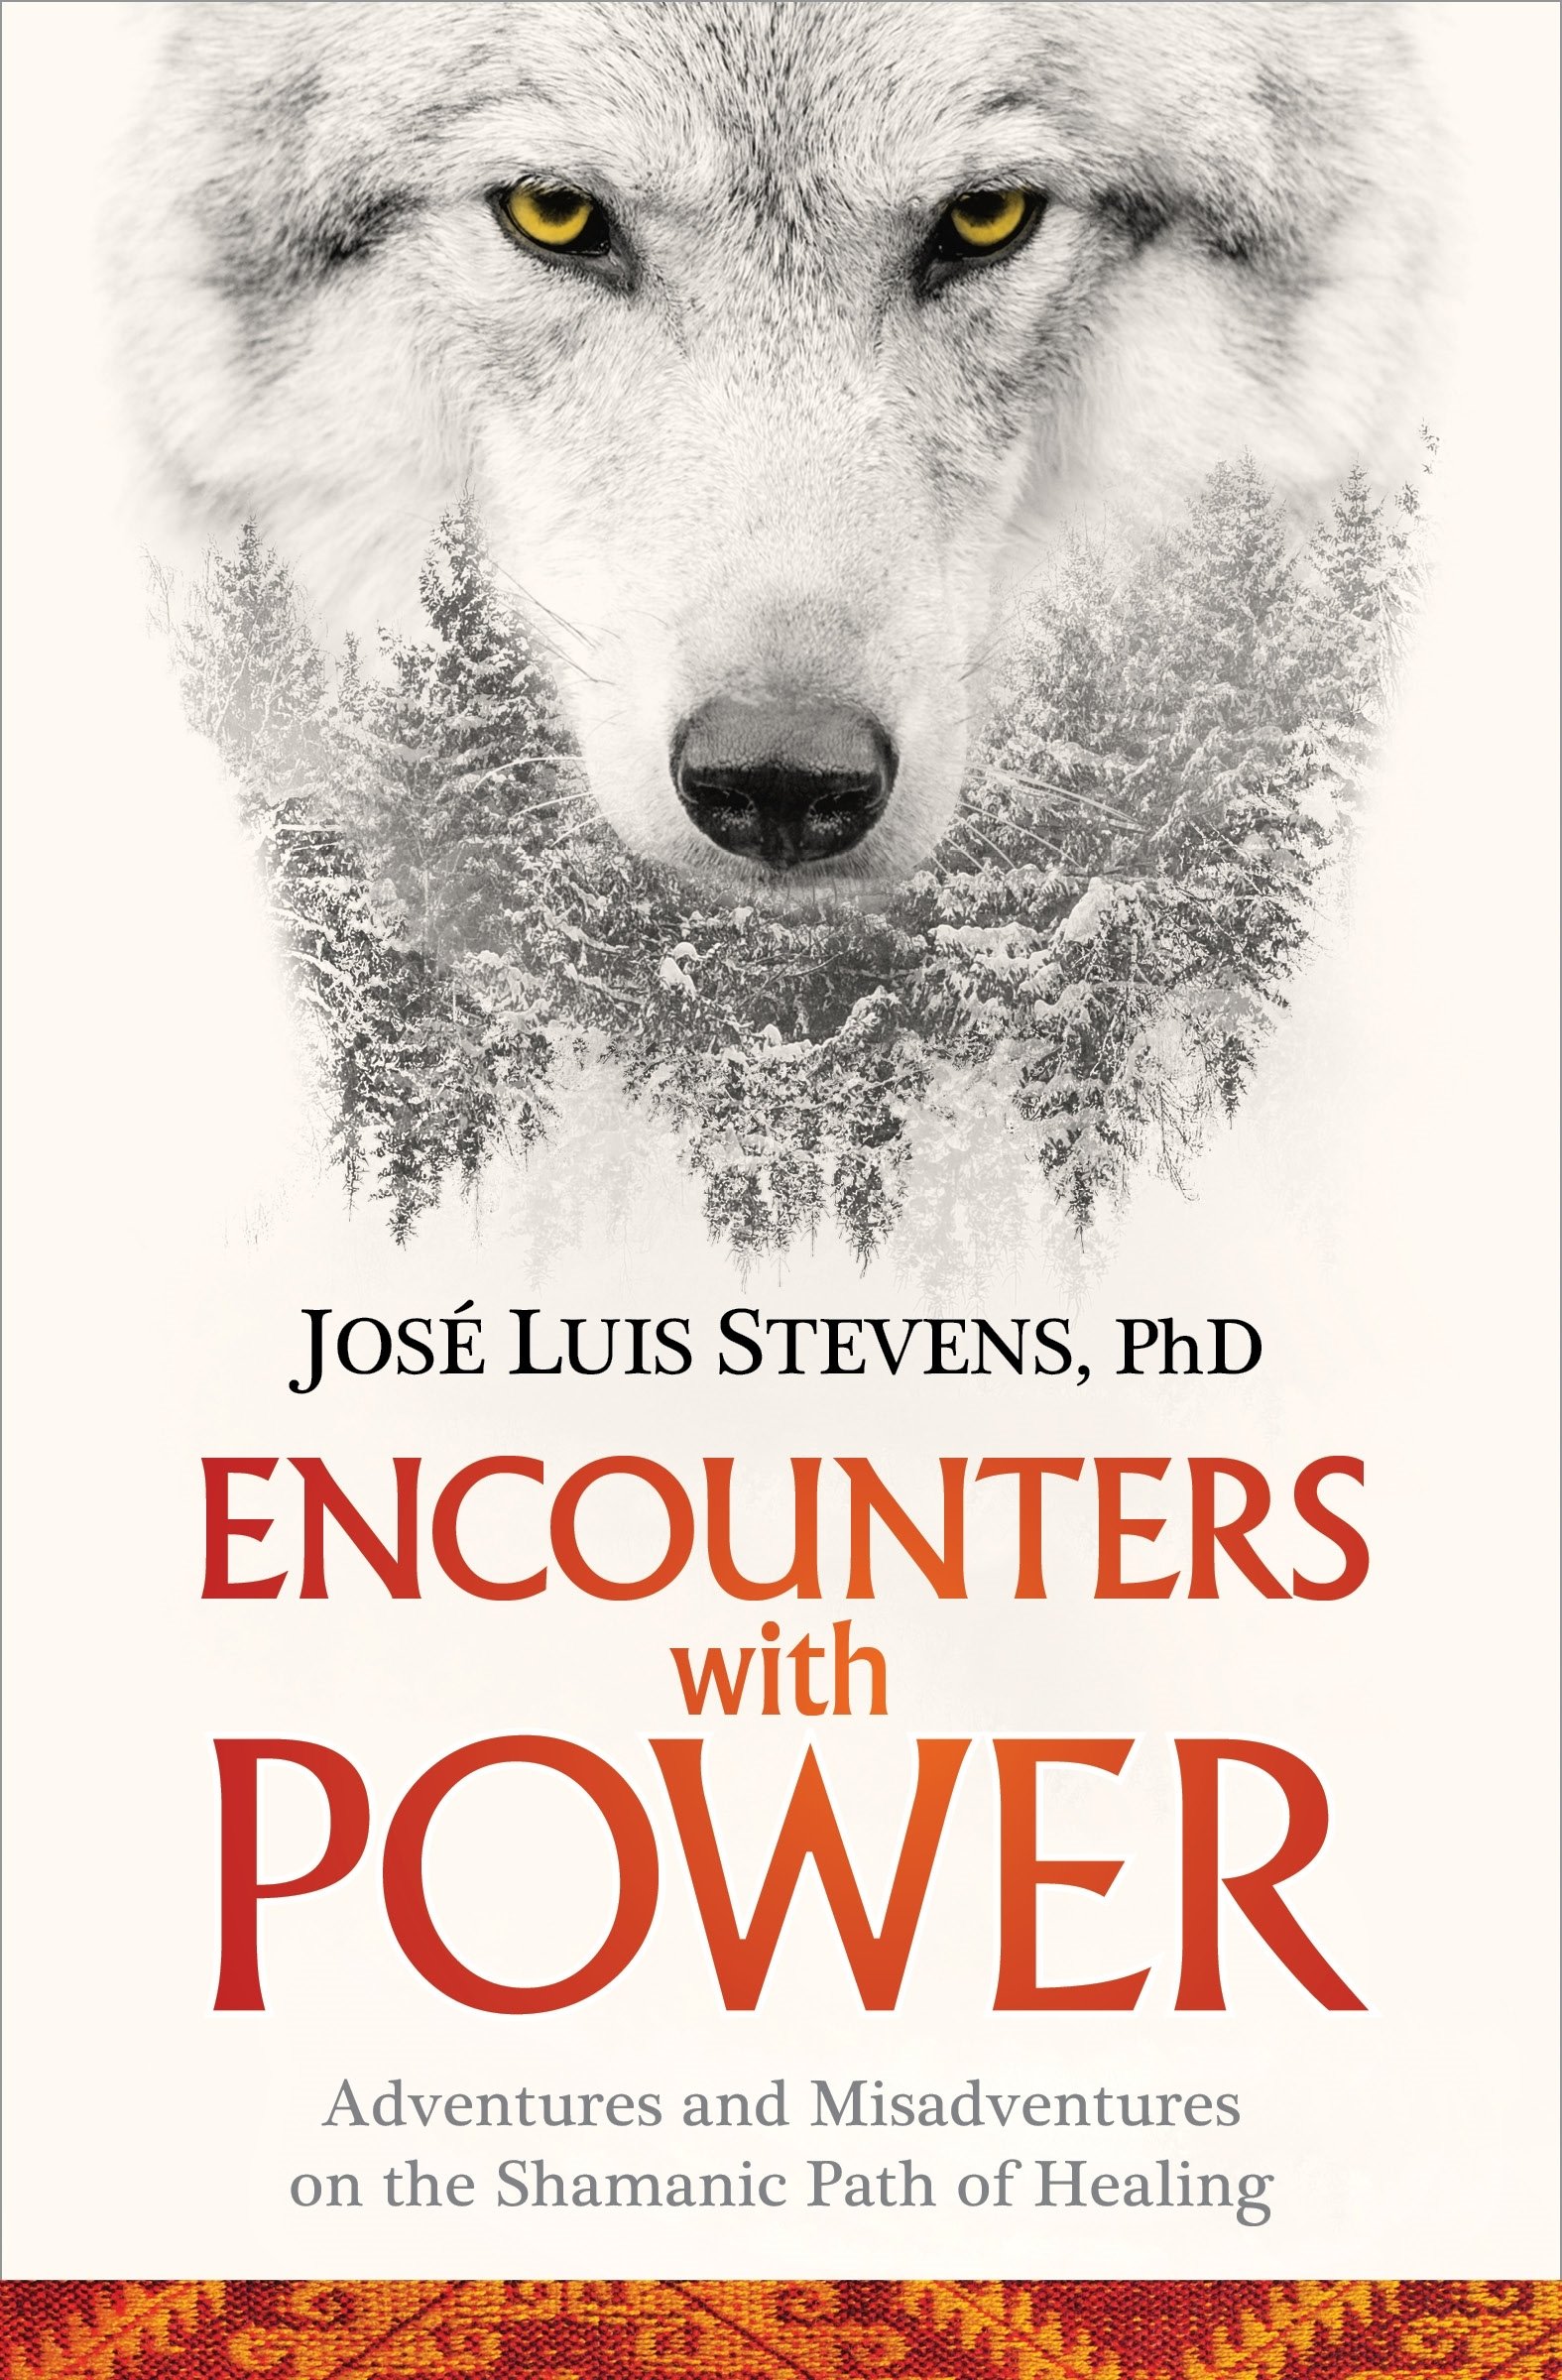 JOSÉ LUIS STEVENS, PhD
ENCOUNTERS
with
POWER
Adventures and Misadventures
on the Shamanic Path of Healing